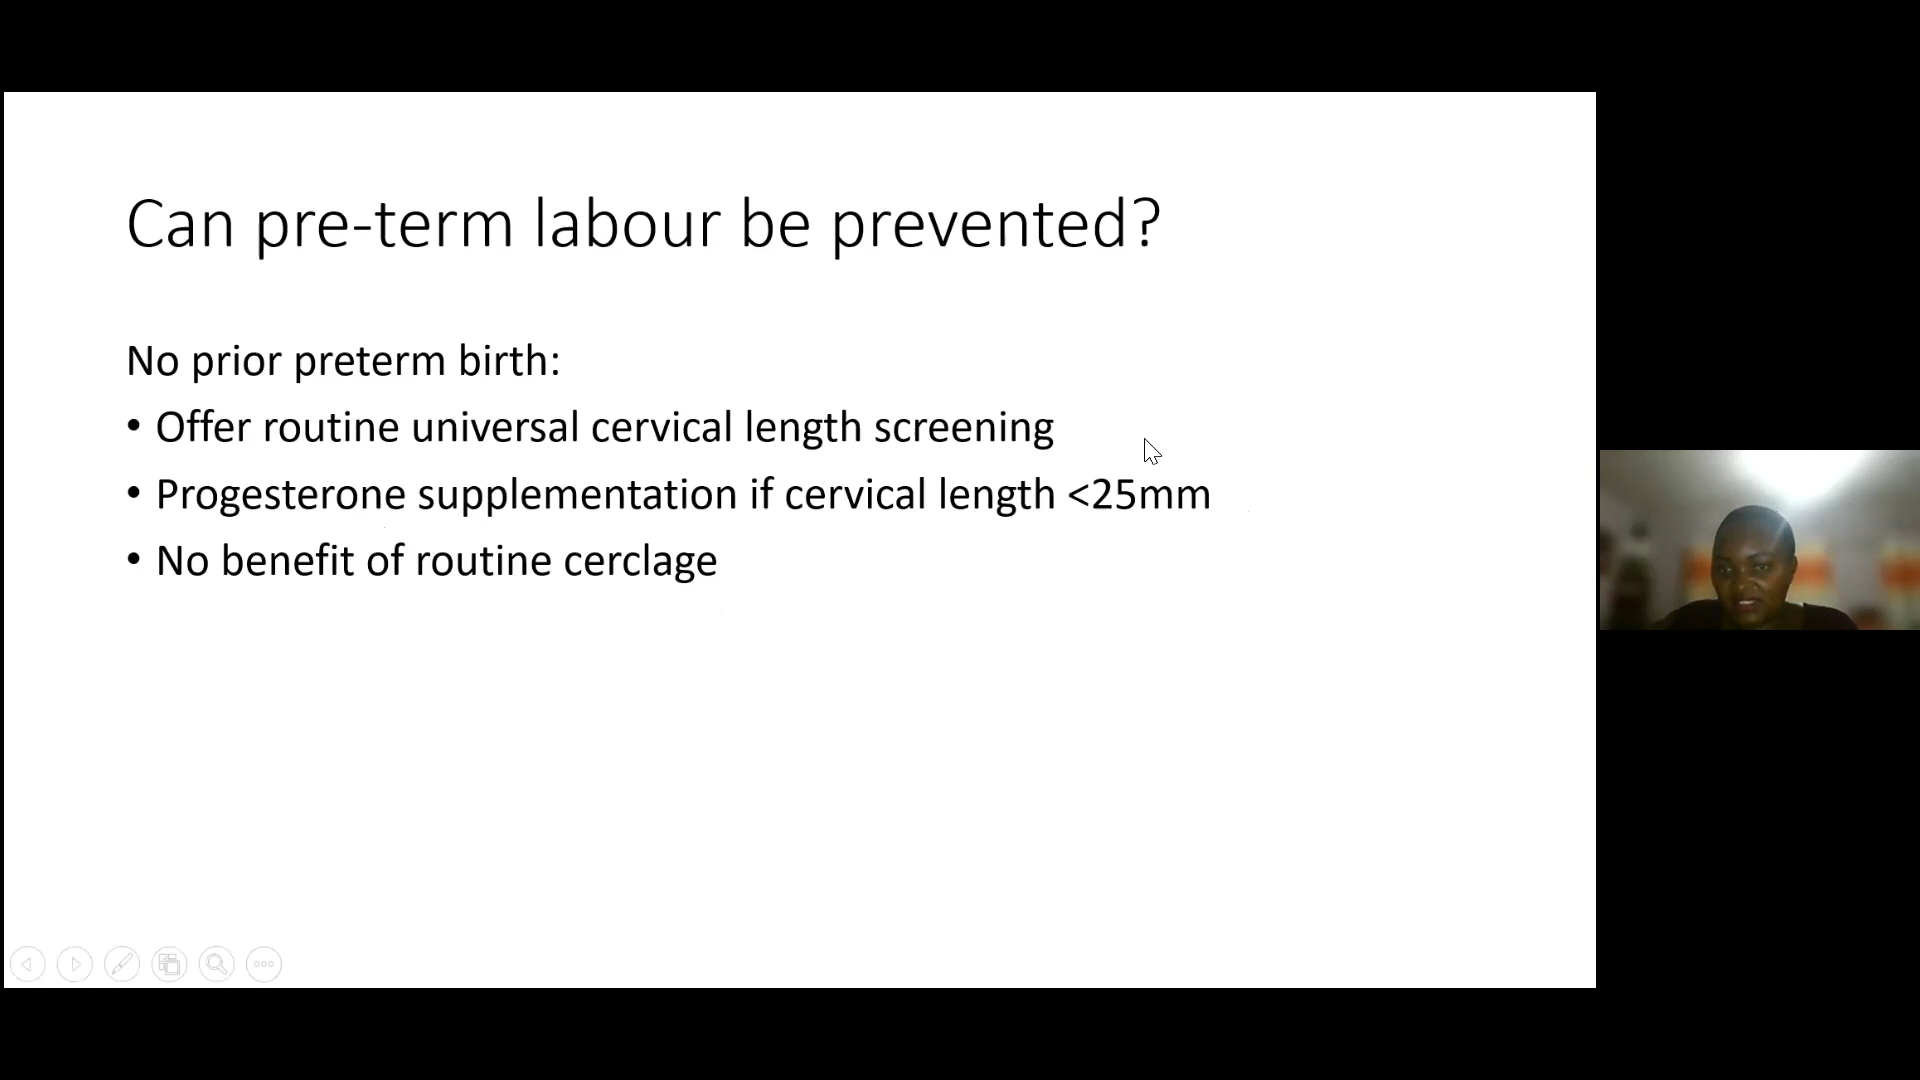 Can pre-term labour be prevented?
No prior preterm birth:
• Offer routine universal cervical length screening
• Progesterone supplementation if cervical length <25mm
• No benefit of routine cerclage